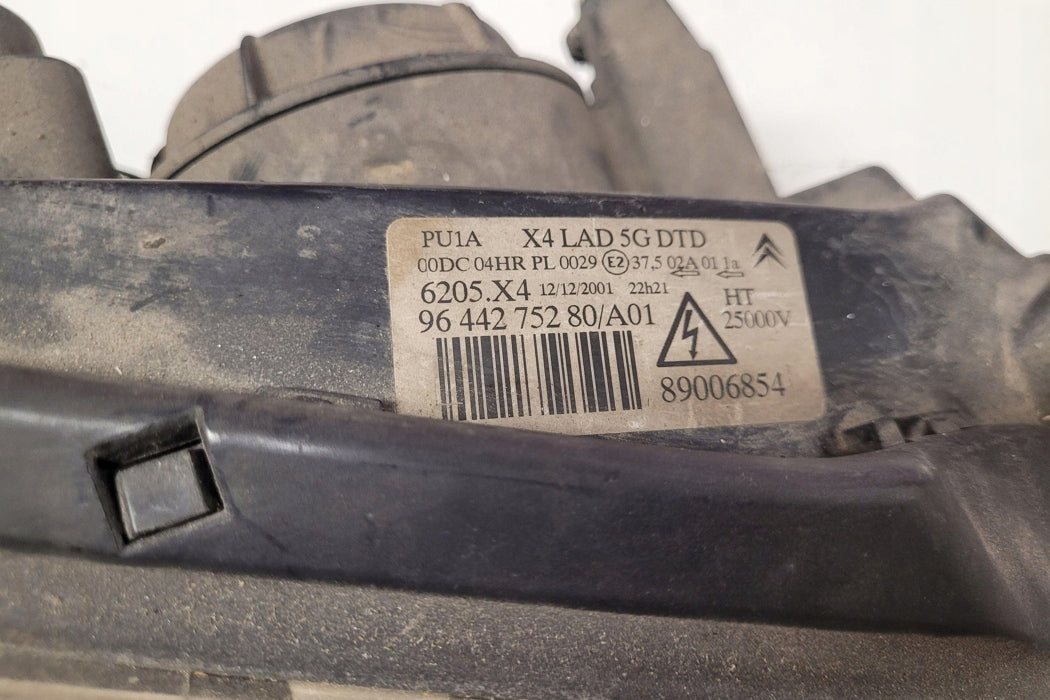 PU1A X4 LAD 5G DTD
00DC 04HR PL 0029 E2 37,5 02A 01 1a
6205.X4 12/12/2001 22h21
HT
96 442 752 80/A01
25000V
89006854